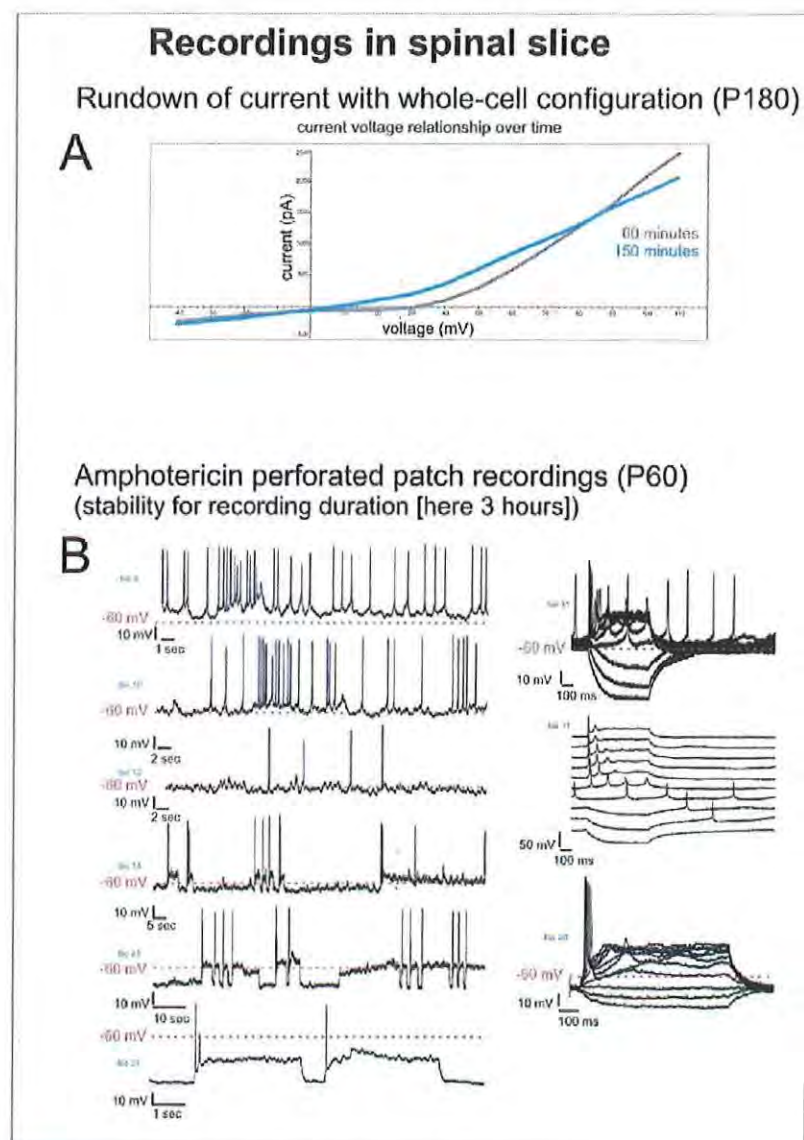 Recordings in spinal slice
Rundown of current with whole-cell configuration (P180)
A
current voltage relationship over time
current (pA)
voltage (mV)
60 minutes
150 minutes
Amphotericin perforated patch recordings (P60)
(stability for recording duration [here 3 hours])
B
-60 mV
10 mV
1 sec
-60 mV
10 mV
2 sec
-60 mV
10 mV
2 sec
-60 mV
10 mV
5 sec
-60 mV
10 mV
10 sec
-60 mV
10 mV
1 sec
-60 mV
10 mV
100 ms
50 mV
100 ms
-60 mV
10 mV
100 ms